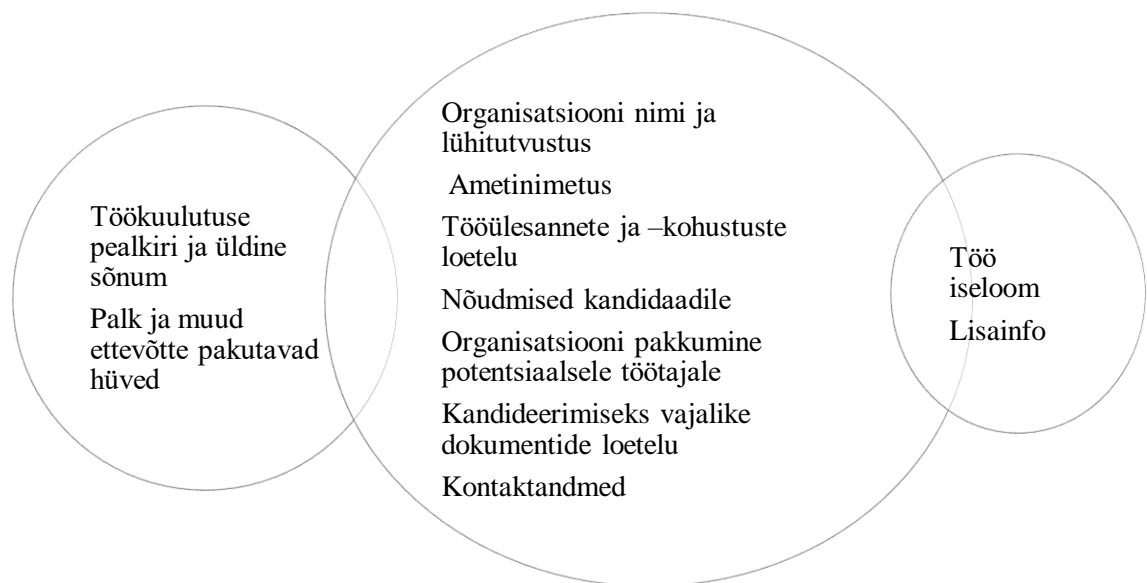 Töökuulutuse
pealkiri ja üldine
sõnum
Palk ja muud
ettevõtte pakutavad
hüved
Organisatsiooni nimi ja
lühitutvustus
Ametinimetus
Tööülesannete ja –kohustuste
loetelu
Nõudmised kandidaadile
Organisatsiooni pakkumine
potentsiaalsele töötajale
Kandideerimiseks vajalike
dokumentide loetelu
Kontaktandmed
Töö
iseloom
Lisainfo